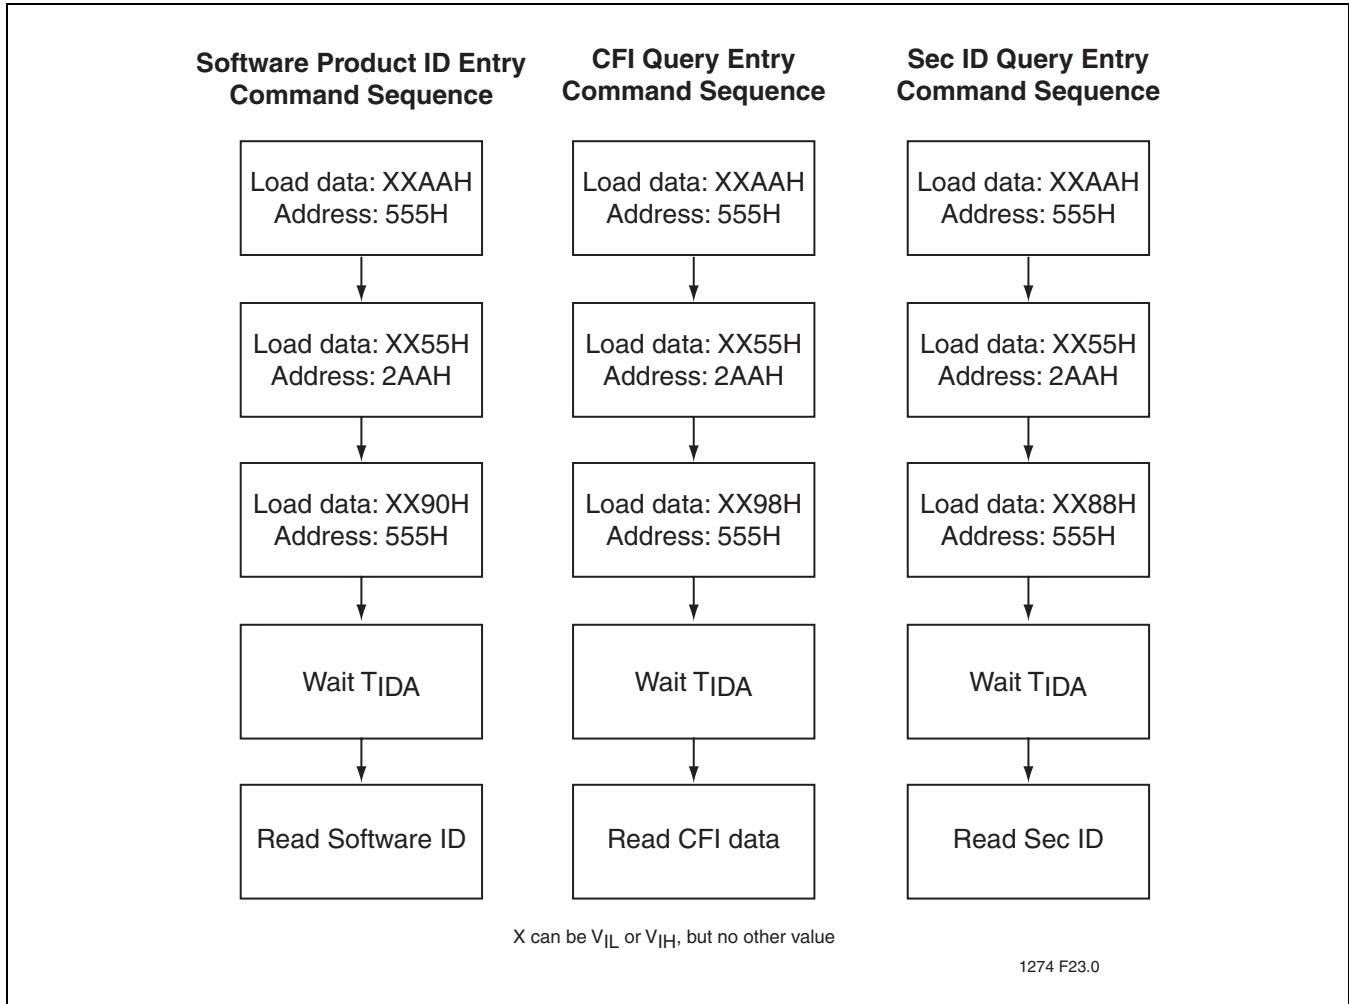 Software Product ID Entry
Command Sequence
Load data: XXAAH
Address: 555H
Load data: XX55H
Address: 2AAH
Load data: XX90H
Address: 555H
Wait TIDA
Read Software ID
CFI Query Entry
Command Sequence
Load data: XXAAH
Address: 555H
Load data: XX55H
Address: 2AAH
Load data: XX98H
Address: 555H
Wait TIDA
Read CFI data
Sec ID Query Entry
Command Sequence
Load data: XXAAH
Address: 555H
Load data: XX55H
Address: 2AAH
Load data: XX88H
Address: 555H
Wait TIDA
Read Sec ID
X can be VIL or VIH, but no other value
1274 F23.0